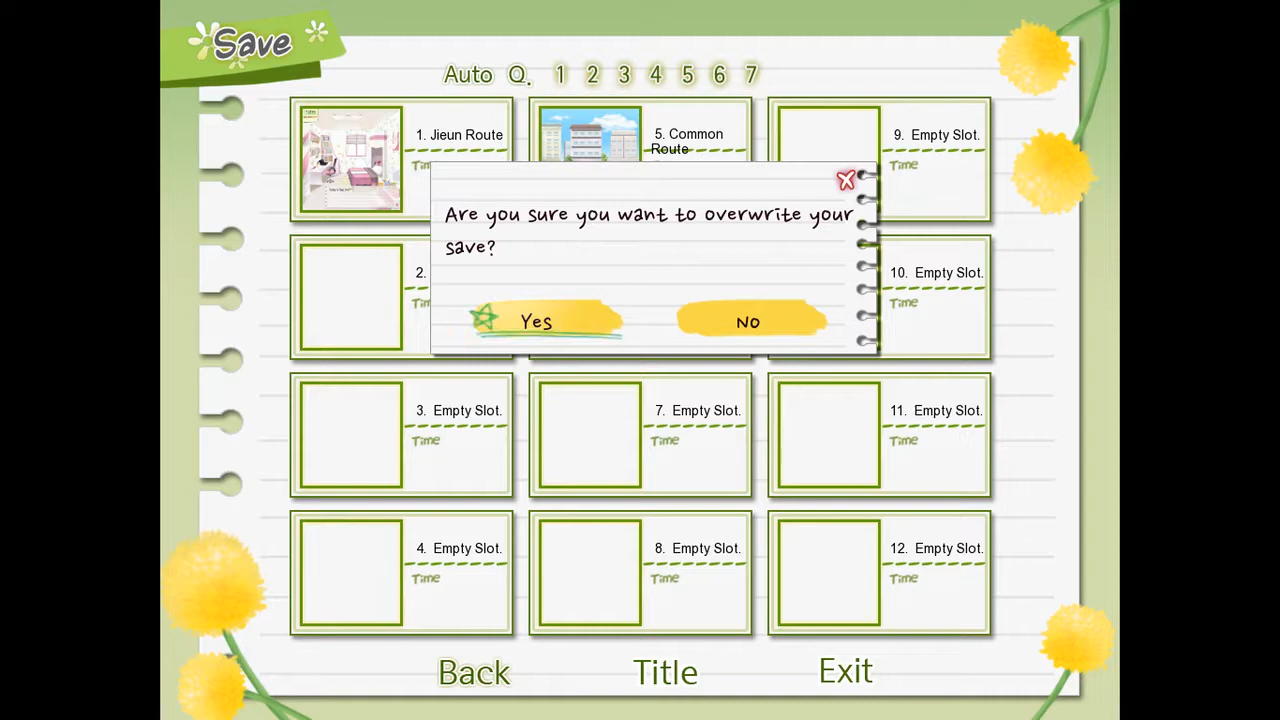 Save
Auto Q. 1 2 3 4 5 6 7
1. Jieun Route
Time
5. Common
Route
9. Empty Slot.
Time
Are you sure you want to overwrite your
save?
Yes
No
2.
Time
10. Empty Slot.
Time
3. Empty Slot.
Time
7. Empty Slot.
Time
11. Empty Slot.
Time
4. Empty Slot.
Time
8. Empty Slot.
Time
12. Empty Slot.
Time
Back
Title
Exit